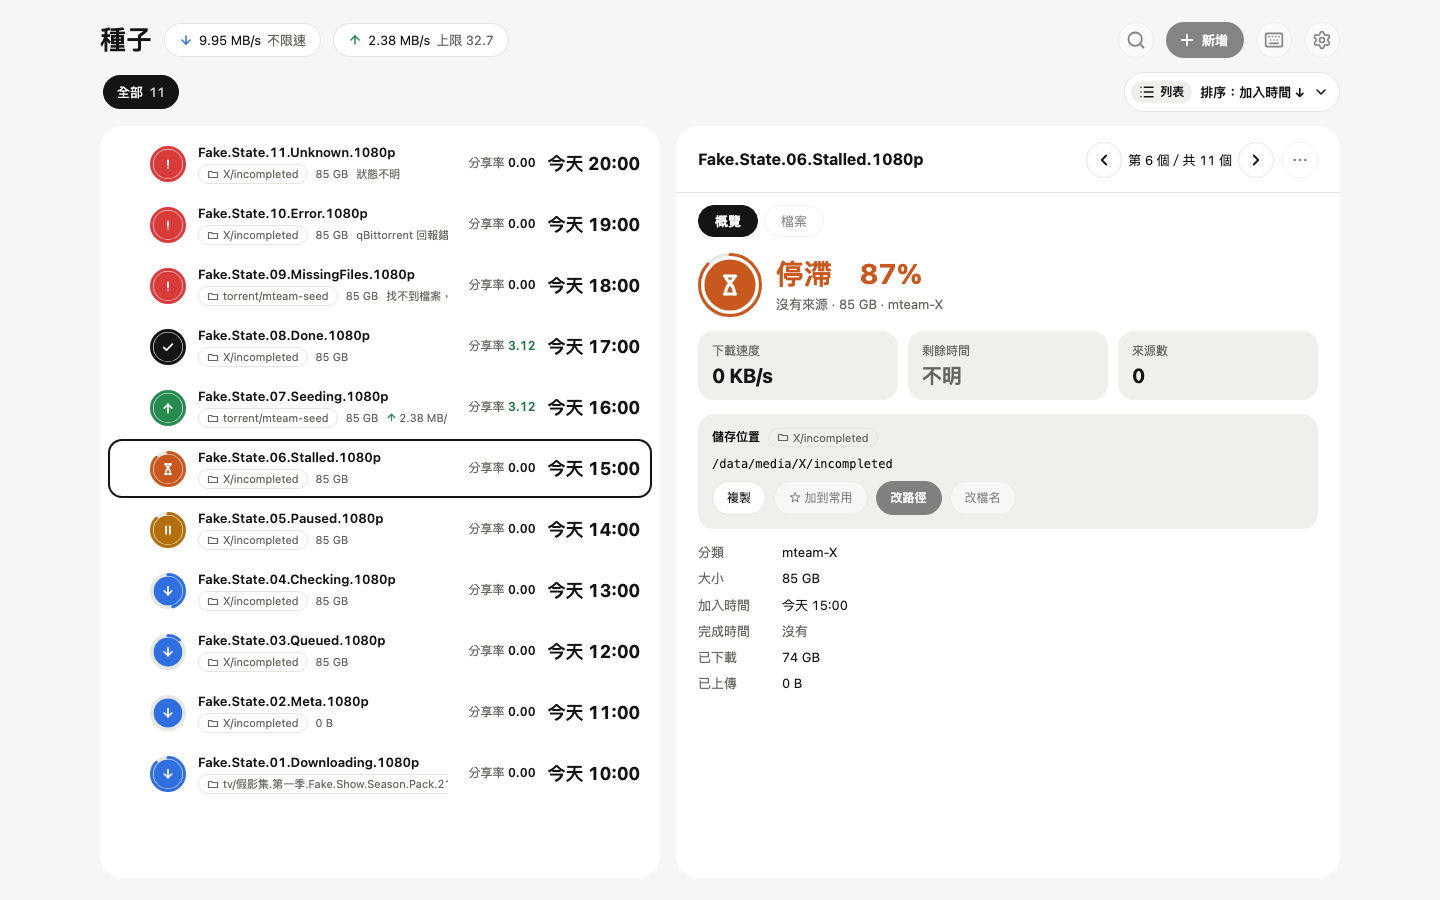 種子
9.95 MB/s 不限速
2.38 MB/s 上限 32.7
新增
全部 11
列表 排序：加入時間
Fake.State.11.Unknown.1080p
X/incompleted 85 GB 狀態不明
分享率 0.00 今天 20:00
Fake.State.10.Error.1080p
X/incompleted 85 GB qBittorrent 回報錯
分享率 0.00 今天 19:00
Fake.State.09.MissingFiles.1080p
torrent/mteam-seed 85 GB 找不到檔案，
分享率 0.00 今天 18:00
Fake.State.08.Done.1080p
X/incompleted 85 GB
分享率 3.12 今天 17:00
Fake.State.07.Seeding.1080p
torrent/mteam-seed 85 GB 2.38 MB/
分享率 3.12 今天 16:00
Fake.State.06.Stalled.1080p
X/incompleted 85 GB
分享率 0.00 今天 15:00
Fake.State.05.Paused.1080p
X/incompleted 85 GB
分享率 0.00 今天 14:00
Fake.State.04.Checking.1080p
X/incompleted 85 GB
分享率 0.00 今天 13:00
Fake.State.03.Queued.1080p
X/incompleted 85 GB
分享率 0.00 今天 12:00
Fake.State.02.Meta.1080p
X/incompleted 0 B
分享率 0.00 今天 11:00
Fake.State.01.Downloading.1080p
tv/假影集.第一季.Fake.Show.Season.Pack.2
分享率 0.00 今天 10:00
Fake.State.06.Stalled.1080p
第 6 個 / 共 11 個
概覽 檔案
停滯 87%
沒有來源 · 85 GB · mteam-X
下載速度
0 KB/s
剩餘時間
不明
來源數
0
儲存位置 X/incompleted
/data/media/X/incompleted
複製 加到常用 改路徑 改檔名
分類 mteam-X
大小 85 GB
加入時間 今天 15:00
完成時間 沒有
已下載 74 GB
已上傳 0 B